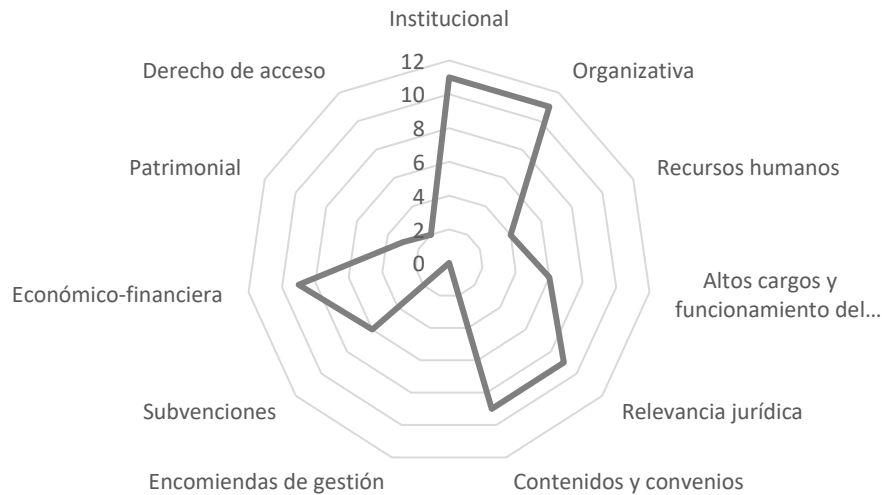 Institucional
Organizativa
Recursos humanos
Altos cargos y
funcionamiento del...
Relevancia jurídica
Contenidos y convenios
Encomiendas de gestión
Subvenciones
Económico-financiera
Patrimonial
Derecho de acceso
12
10
8
6
4
2
0